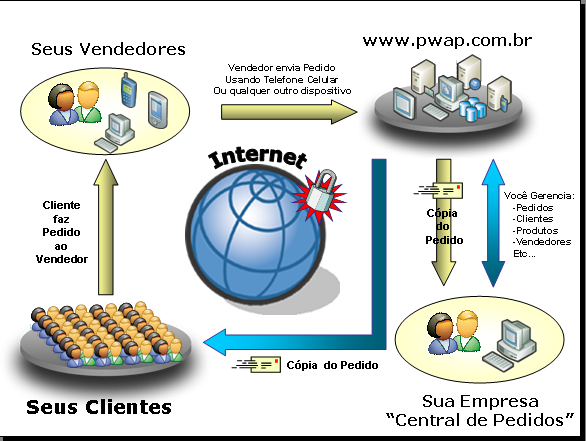 Seus Vendedores
www.pwap.com.br
Vendedor envia Pedido
Usando Telefone Celular
Ou qualquer outro dispositivo
Internet
Cliente
faz
Pedido
ao
Vendedor
Cópia
do
Pedido
Você Gerencia:
-Pedidos
-Clientes
-Produtos
-Vendedores
Etc...
Cópia do Pedido
Seus Clientes
Sua Empresa
“Central de Pedidos”